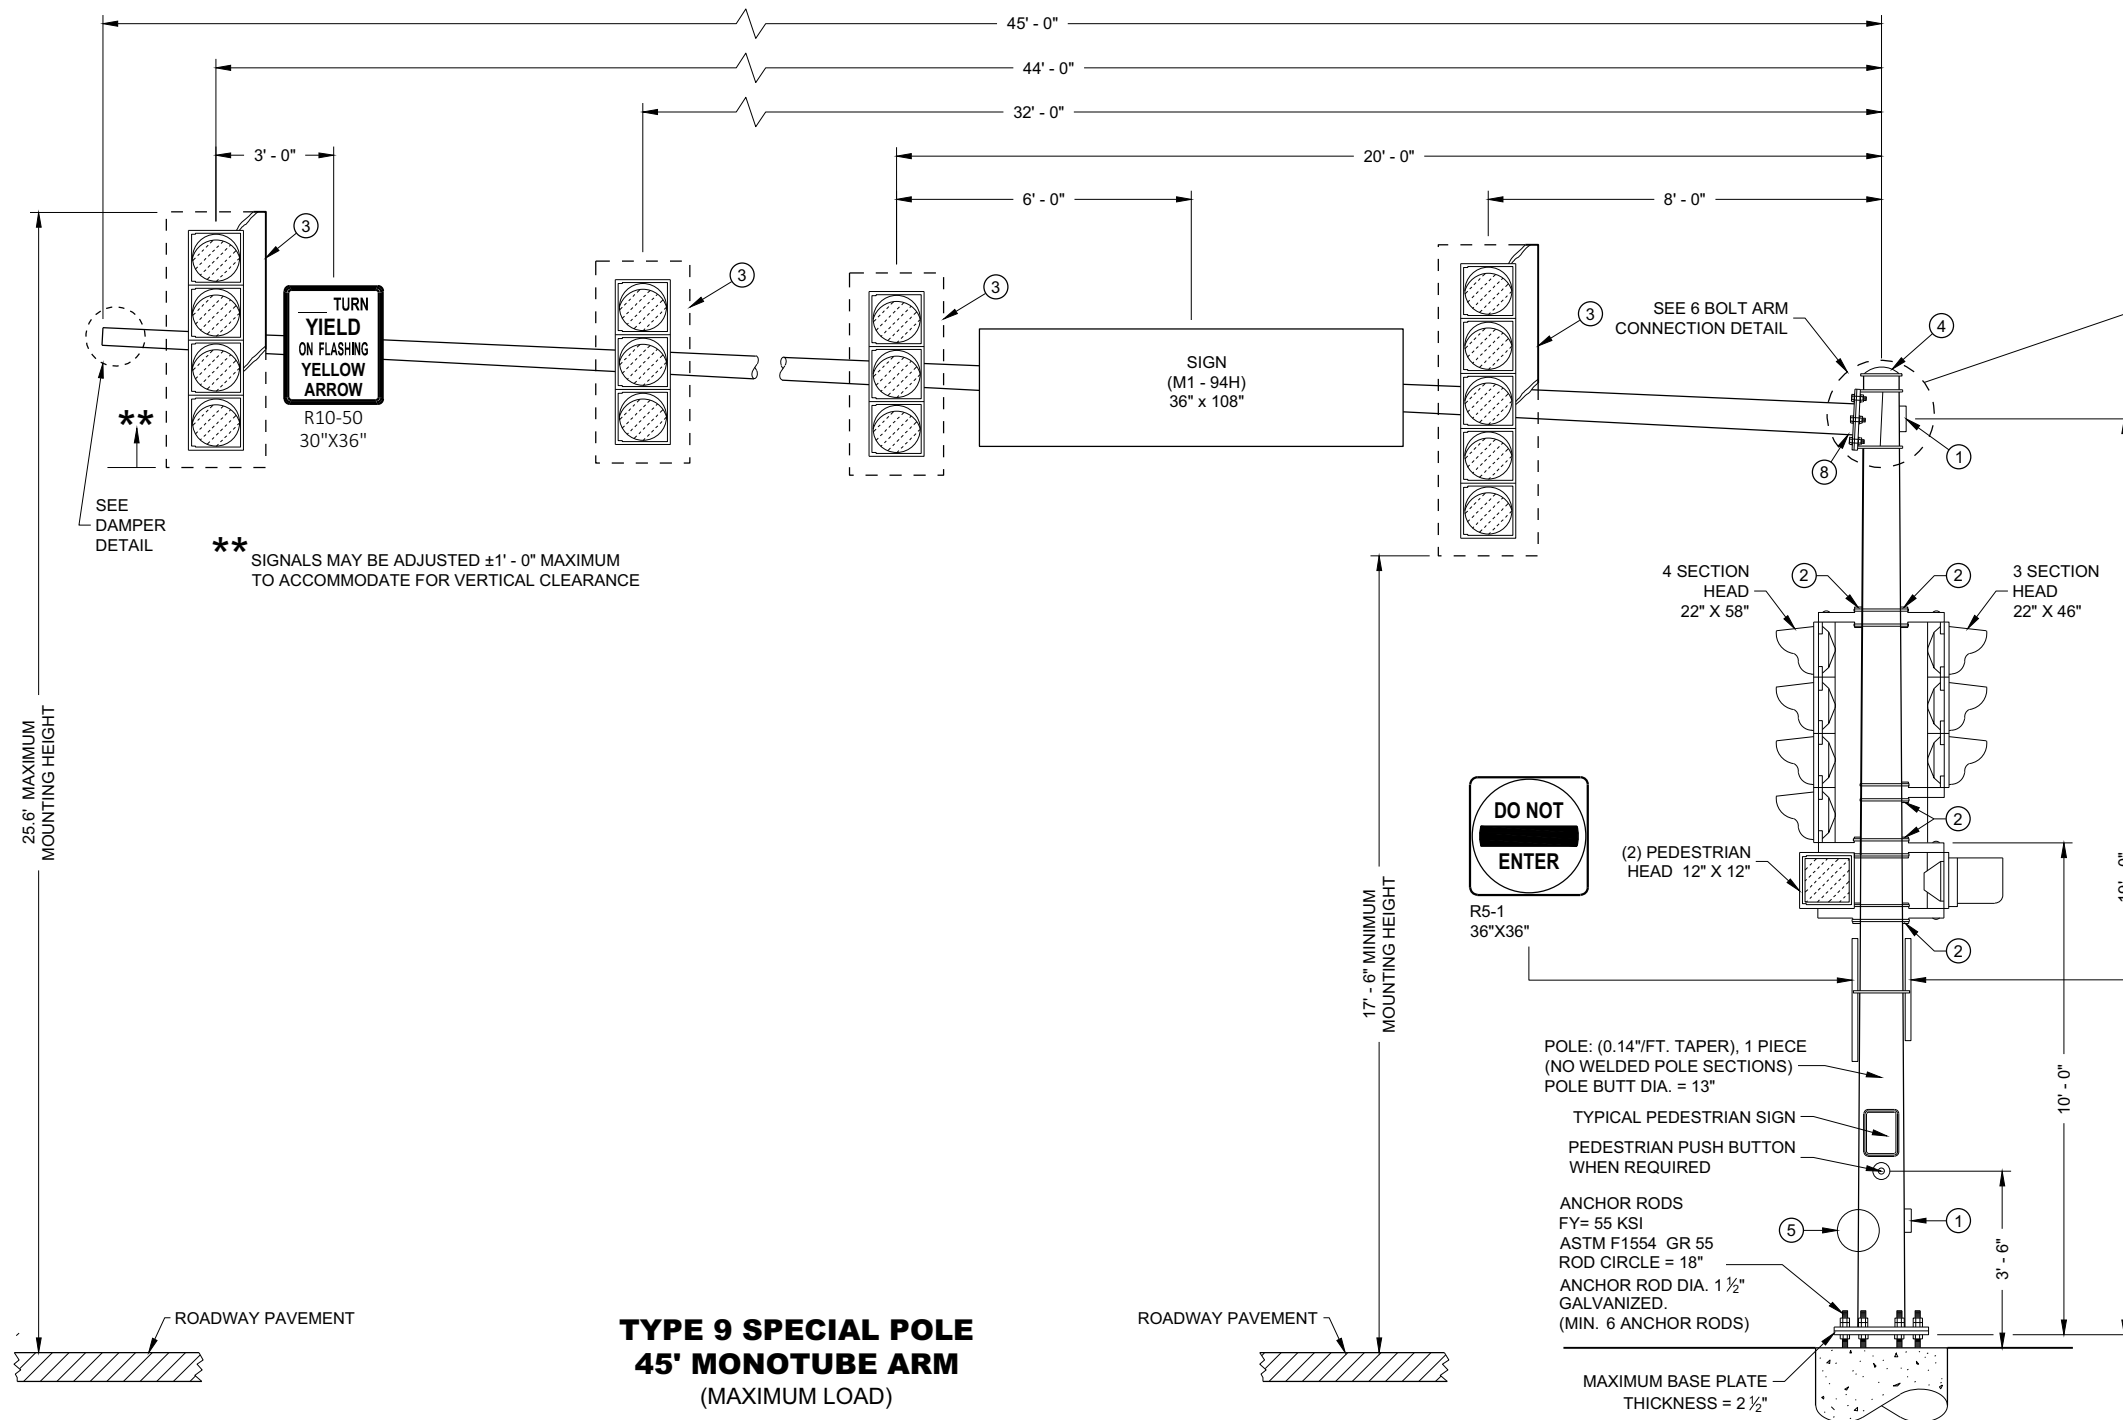 45' - 0"
44' - 0"
32' - 0"
20' - 0"
3' - 0"
6' - 0"
8' - 0"
3
3
3
3
___ TURN
YIELD
ON FLASHING
YELLOW
ARROW
R10-50
30"X36"
SIGN
(M1 - 94H)
36" x 108"
SEE 6 BOLT ARM
CONNECTION DETAIL
4
1
8
**
SEE
DAMPER
DETAIL
** SIGNALS MAY BE ADJUSTED ±1' - 0" MAXIMUM
TO ACCOMMODATE FOR VERTICAL CLEARANCE
4 SECTION
HEAD
22" X 58"
2
2
3 SECTION
HEAD
22" X 46"
25.6' MAXIMUM
MOUNTING HEIGHT
17' - 6" MINIMUM
MOUNTING HEIGHT
DO NOT
ENTER
R5-1
36"X36"
2
(2) PEDESTRIAN
HEAD 12" X 12"
2
POLE: (0.14"/FT. TAPER), 1 PIECE
(NO WELDED POLE SECTIONS)
POLE BUTT DIA. = 13"
10' - 0"
TYPICAL PEDESTRIAN SIGN
PEDESTRIAN PUSH BUTTON
WHEN REQUIRED
ANCHOR RODS
FY= 55 KSI
ASTM F1554 GR 55
ROD CIRCLE = 18"
ANCHOR ROD DIA. 1 ½"
GALVANIZED.
(MIN. 6 ANCHOR RODS)
5
1
3' - 6"
ROADWAY PAVEMENT
ROADWAY PAVEMENT
TYPE 9 SPECIAL POLE
45' MONOTUBE ARM
(MAXIMUM LOAD)
MAXIMUM BASE PLATE
THICKNESS = 2 ½"